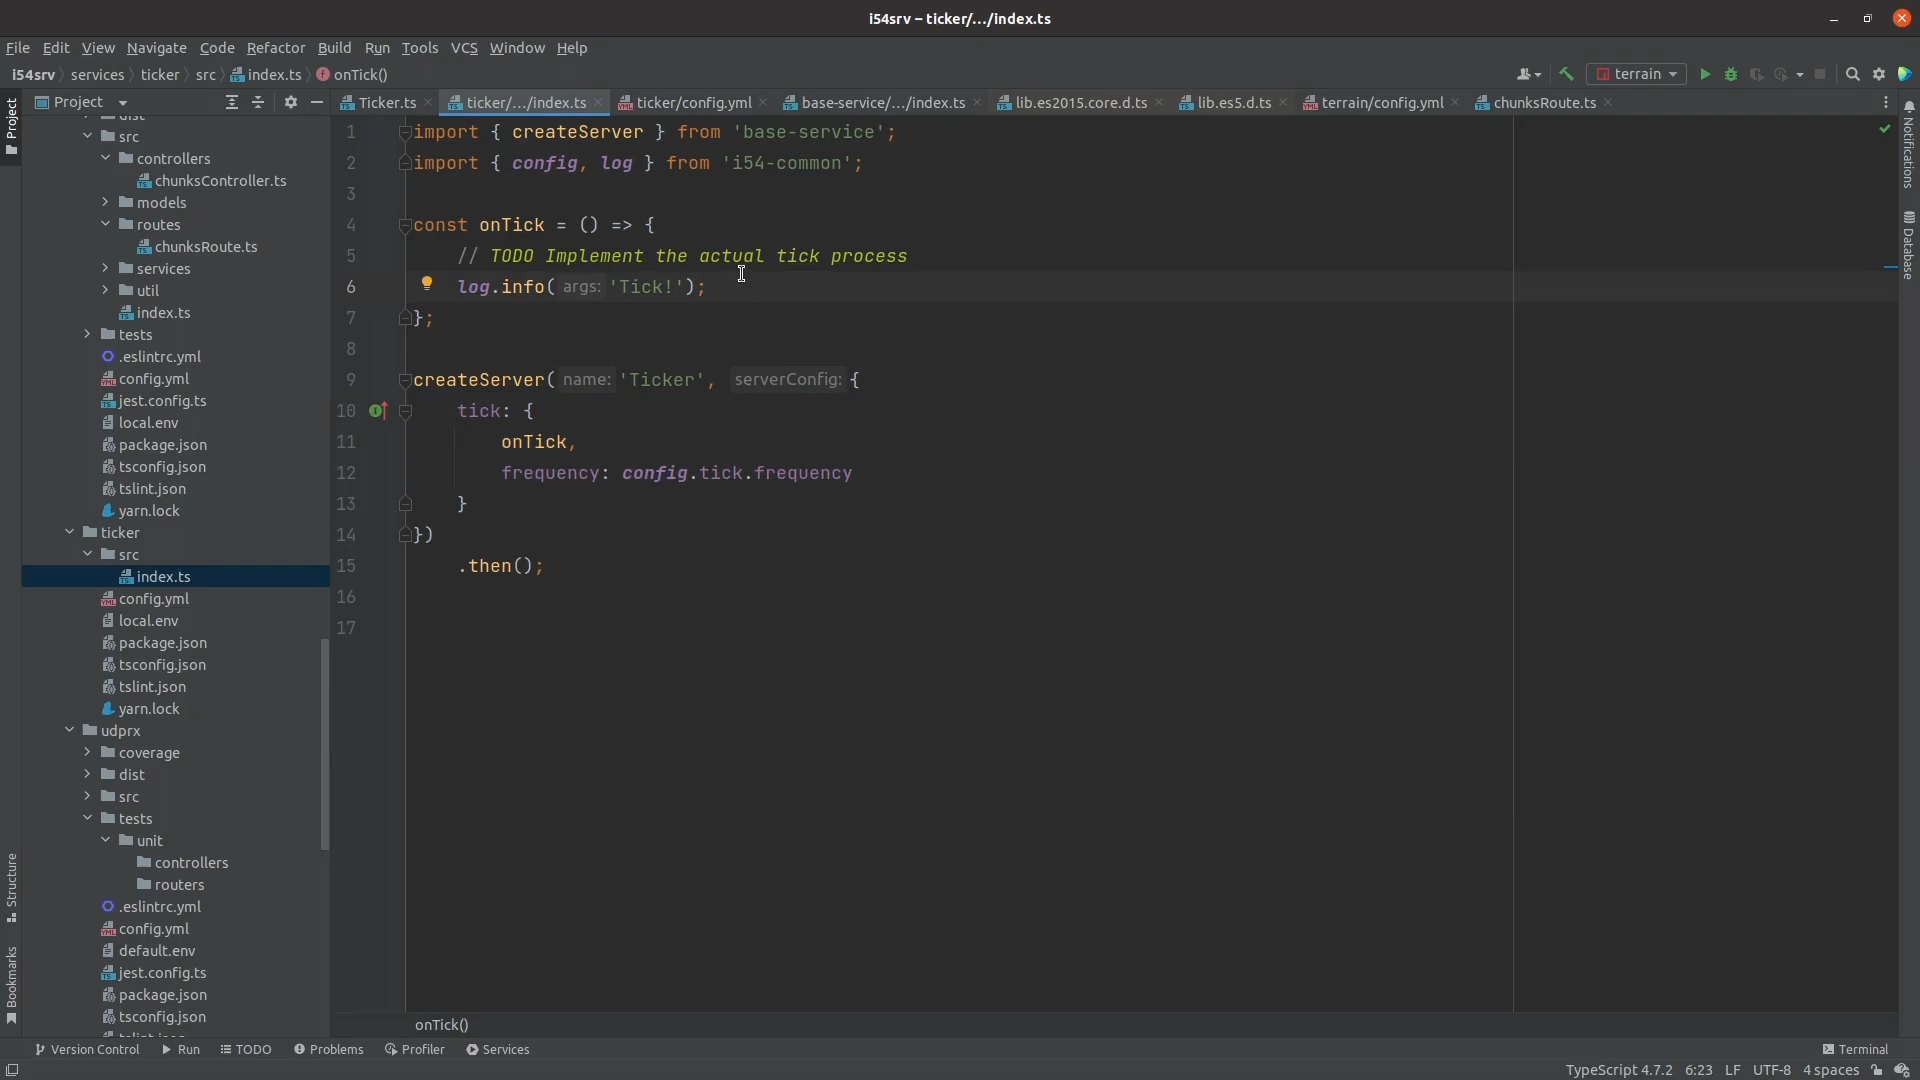 i54srv – ticker/.../index.ts
File Edit View Navigate Code Refactor Build Run Tools VCS Window Help
i54srv services ticker src index.ts onTick()
terrain
Project
Ticker.ts ticker/.../index.ts ticker/config.yml base-service/.../index.ts lib.es2015.core.d.ts lib.es5.d.ts terrain/config.yml chunksRoute.ts
Project
Structure
Bookmarks
src
controllers
chunksController.ts
models
routes
chunksRoute.ts
services
util
index.ts
tests
.eslintrc.yml
config.yml
jest.config.ts
local.env
package.json
tsconfig.json
tslint.json
yarn.lock
ticker
src
index.ts
config.yml
local.env
package.json
tsconfig.json
tslint.json
yarn.lock
udprx
coverage
dist
src
tests
unit
controllers
routers
.eslintrc.yml
config.yml
default.env
jest.config.ts
package.json
tsconfig.json
1 import { createServer } from 'base-service';
2 import { config, log } from 'i54-common';
3
4 const onTick = () => {
5 // TODO Implement the actual tick process
6 log.info( args: 'Tick!');
7 };
8
9 createServer( name: 'Ticker', serverConfig: {
10 tick: {
11 onTick,
12 frequency: config.tick.frequency
13 }
14 })
15 .then();
16
17
onTick()
Notifications
Database
Version Control Run TODO Problems Profiler Services Terminal
TypeScript 4.7.2 6:23 LF UTF-8 4 spaces